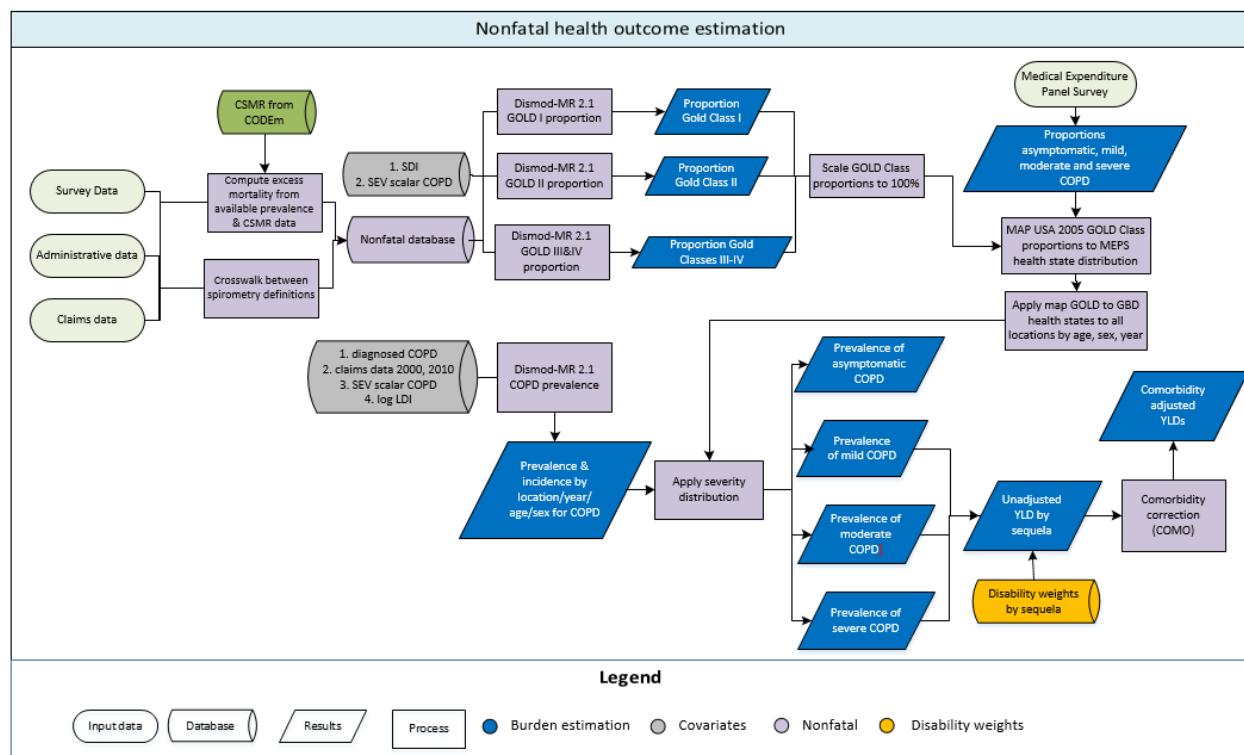 Nonfatal health outcome estimation
CSMR from
CODEm
Survey Data
Administrative data
Claims data
Compute excess
mortality from
available prevalence
& CSMR data
Crosswalk between
spirometry definitions
1. SDI
2. SEV scalar COPD
Nonfatal database
Dismod-MR 2.1
GOLD I proportion
Dismod-MR 2.1
GOLD II proportion
Dismod-MR 2.1
GOLD III&IV
proportion
Proportion
Gold Class I
Proportion
Gold Class II
Proportion Gold
Classes III-IV
Scale GOLD Class
proportions to 100%
Medical Expenditure
Panel Survey
Proportions
asymptomatic, mild,
moderate and severe
COPD
MAP USA 2005 GOLD Class
proportions to MEPS
health state distribution
Apply map GOLD to GBD
health states to all
locations by age, sex, year
1. diagnosed COPD
2. claims data 2000, 2010
3. SEV scalar COPD
4. log LDI
Dismod-MR 2.1
COPD prevalence
Prevalence &
incidence by
location/year/
age/sex for COPD
Apply severity
distribution
Prevalence of
asymptomatic
COPD
Prevalence
of mild COPD
Prevalence of
moderate
COPD
Prevalence of
severe COPD
Unadjusted
YLD by
sequela
Disability weights
by sequela
Comorbidity
adjusted
YLDs
Comorbidity
correction
(COMO)
Legend
Input data
Database
Results
Process
Burden estimation
Covariates
Nonfatal
Disability weights